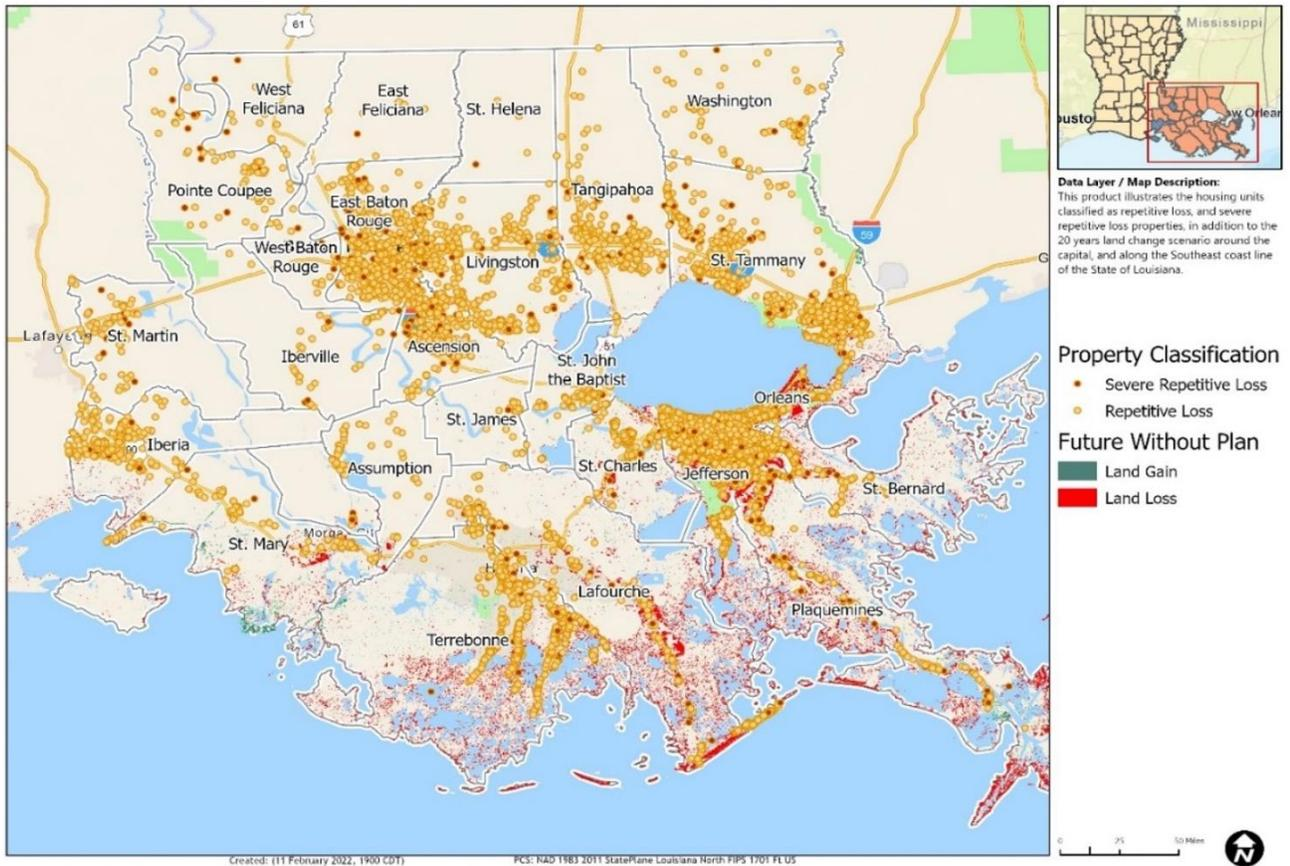 61
Mississippi
West
Feliciana
East
Feliciana
St. Helena
Washington
ousto
w Orlear
Pointe Coupee
East Baton
Rouge
Tangipahoa
West Baton
Rouge
Livingston
St. Tammany
59
G
Lafaye
St. Martin
Iberville
Ascension
51
St. John
the Baptist
Orleans
St. James
90
Iberia
Assumption
St. Charles
Jefferson
St. Bernard
St. Mary
Lafourche
Plaquemines
Terrebonne
Data Layer / Map Description:
This product illustrates the housing units
classified as repetitive loss, and severe
repetitive loss properties, in addition to the
20 years land change scenario around the
capital, and along the Southeast coast line
of the State of Louisiana.
Property Classification
Severe Repetitive Loss
Repetitive Loss
Future Without Plan
Land Gain
Land Loss
0 25 50 Miles
N
Created: (11 February 2022, 1900 CDT)
PCS: NAD 1983 2011 StatePlane Louisiana North FIPS 1701 Ft US